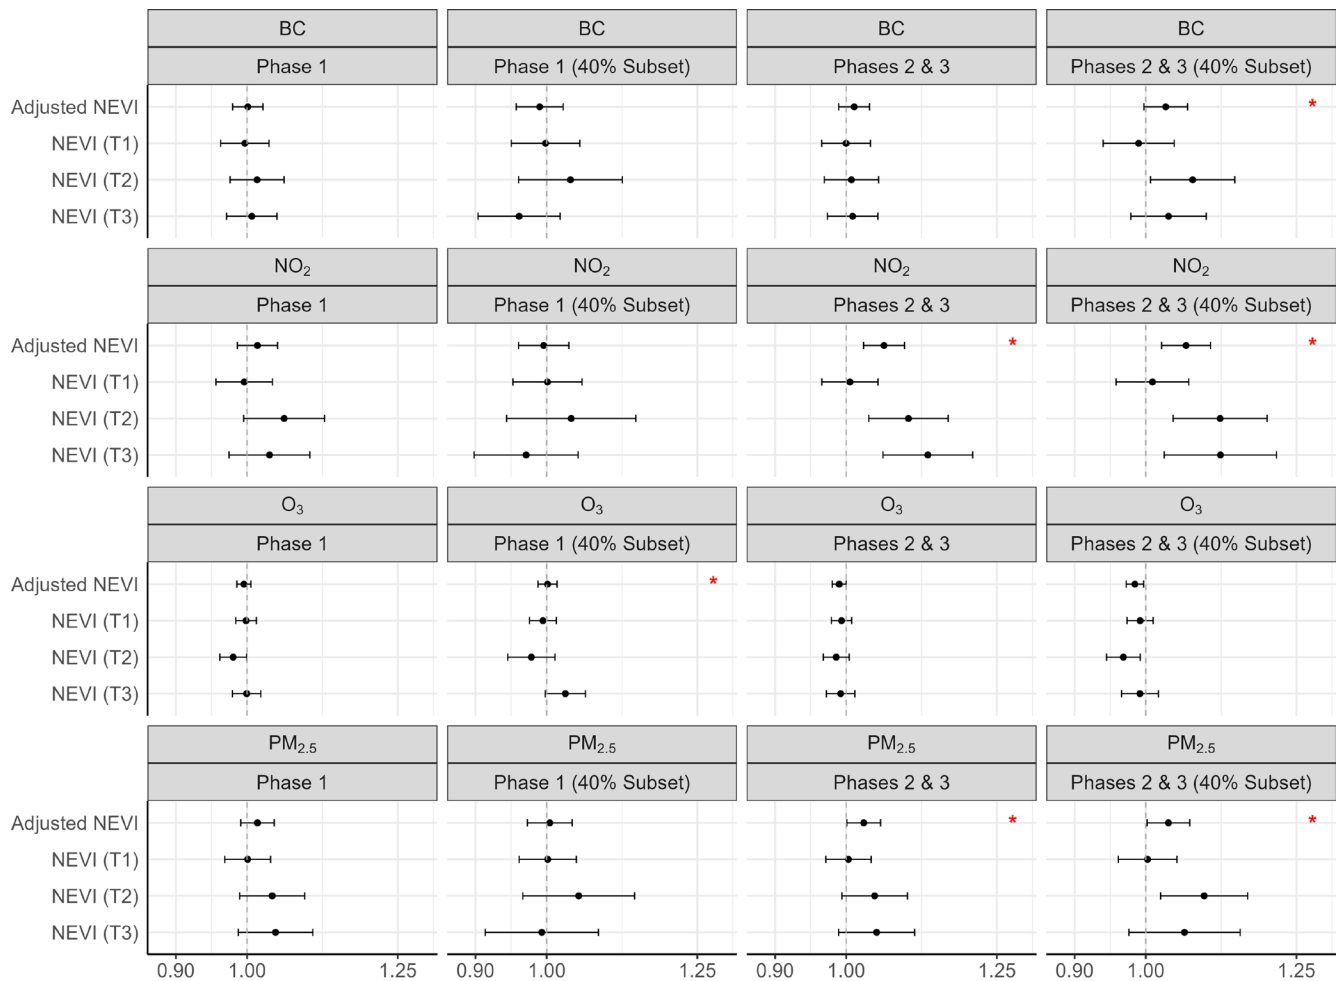 BC BC BC BC
Phase 1 Phase 1 (40% Subset) Phases 2 & 3 Phases 2 & 3 (40% Subset)
Adjusted NEVI * 
NEVI (T1)
NEVI (T2)
NEVI (T3)
NO₂ NO₂ NO₂ NO₂
Phase 1 Phase 1 (40% Subset) Phases 2 & 3 Phases 2 & 3 (40% Subset)
Adjusted NEVI * *
NEVI (T1)
NEVI (T2)
NEVI (T3)
O₃ O₃ O₃ O₃
Phase 1 Phase 1 (40% Subset) Phases 2 & 3 Phases 2 & 3 (40% Subset)
Adjusted NEVI *
NEVI (T1)
NEVI (T2)
NEVI (T3)
PM₂.₅ PM₂.₅ PM₂.₅ PM₂.₅
Phase 1 Phase 1 (40% Subset) Phases 2 & 3 Phases 2 & 3 (40% Subset)
Adjusted NEVI * *
NEVI (T1)
NEVI (T2)
NEVI (T3)
0.90 1.00 1.25 0.90 1.00 1.25 0.90 1.00 1.25 0.90 1.00 1.25